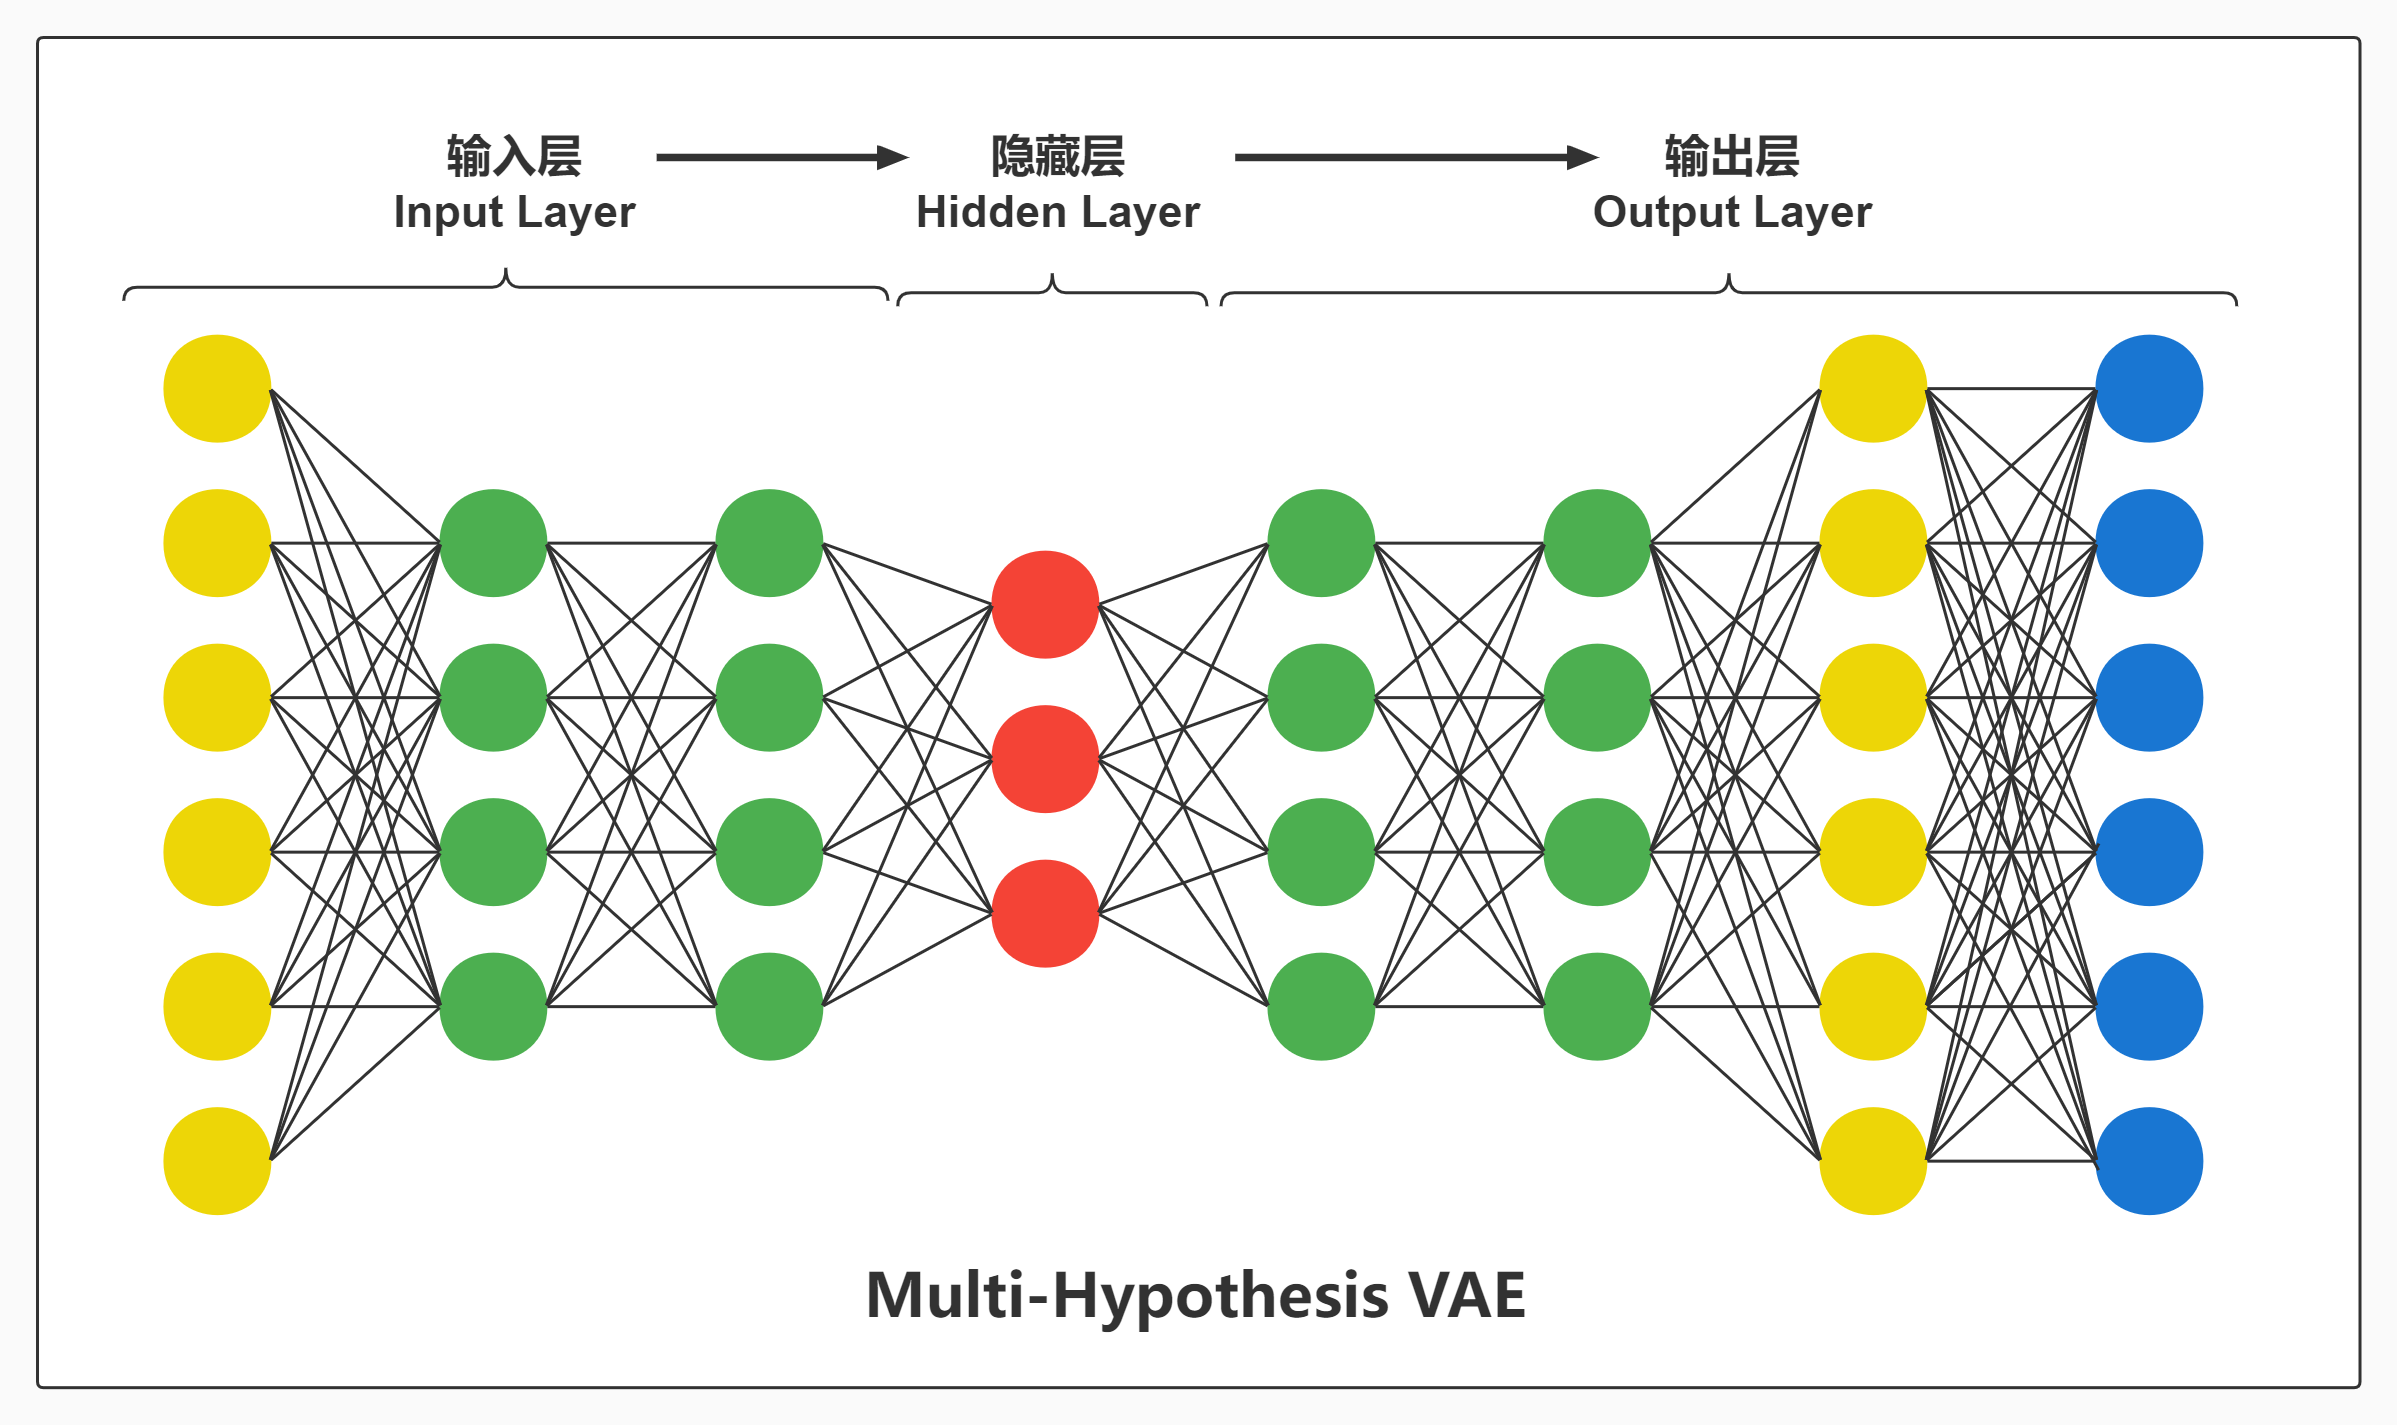 输入层
Input Layer
隐藏层
Hidden Layer
输出层
Output Layer
Multi-Hypothesis VAE